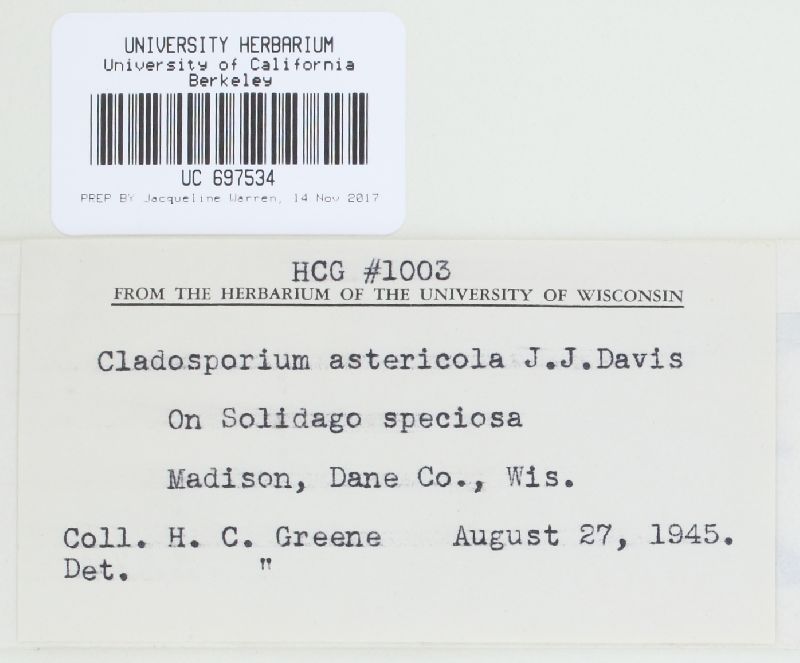 UNIVERSITY HERBARIUM
University of California
Berkeley
UC 697534
PREP BY Jacqueline Warren, 14 Nov 2017
HCG #1003
FROM THE HERBARIUM OF THE UNIVERSITY OF WISCONSIN
Cladosporium astericola J.J.Davis
On Solidago speciosa
Madison, Dane Co., Wis.
Coll. H. C. Greene August 27, 1945.
Det. "